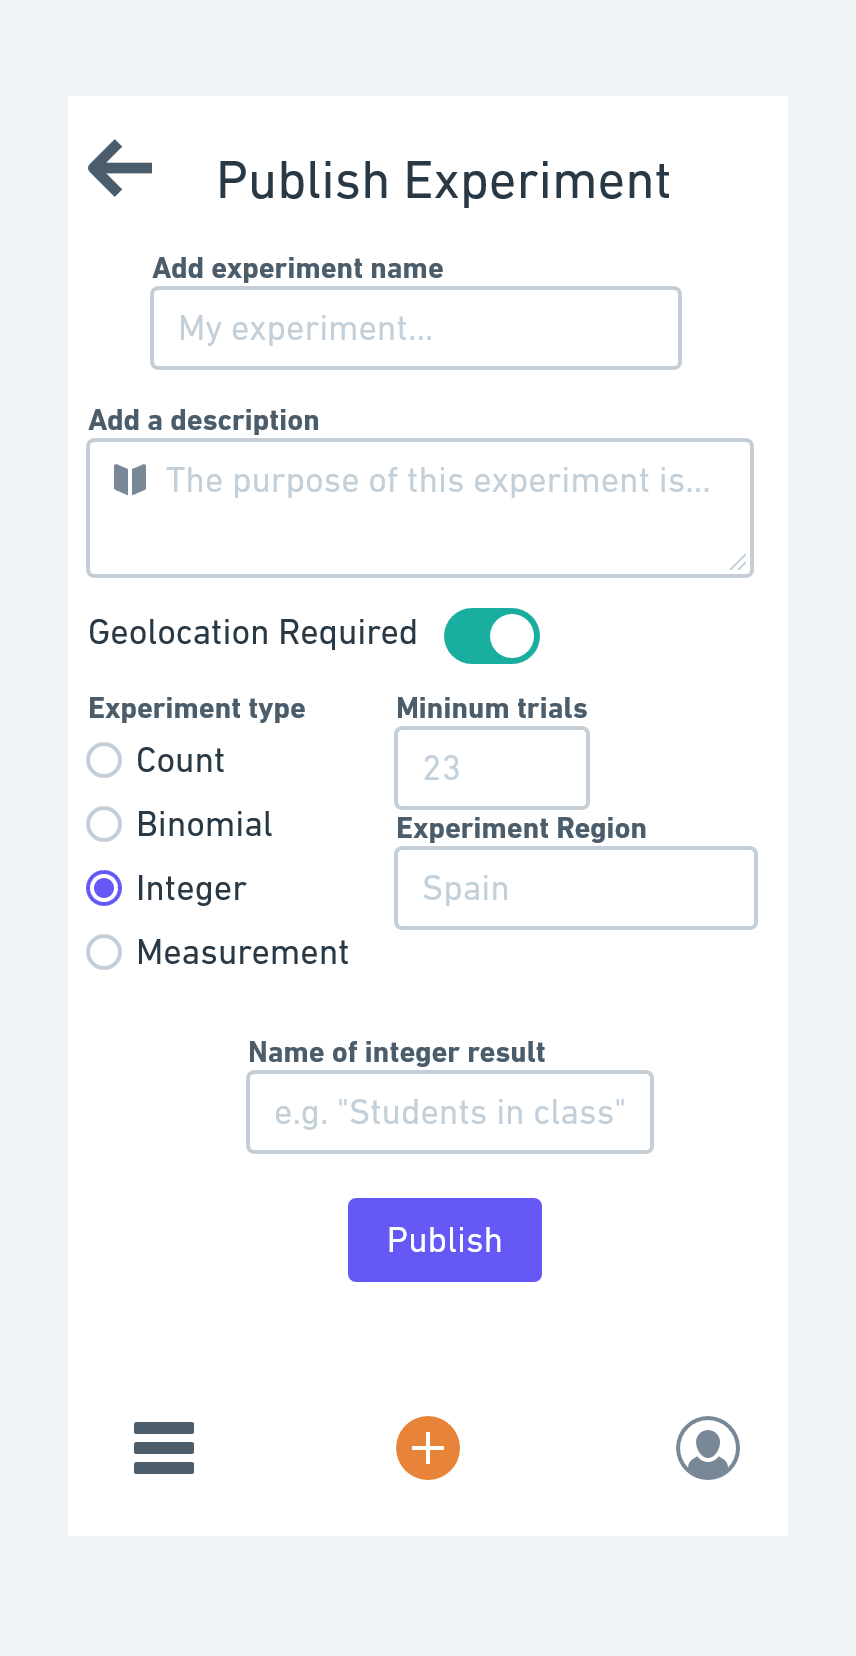 Publish Experiment
Add experiment name
My experiment...
Add a description
The purpose of this experiment is...
Geolocation Required
Experiment type
Count
Binomial
Integer
Measurement
Mininum trials
23
Experiment Region
Spain
Name of integer result
e.g. "Students in class"
Publish